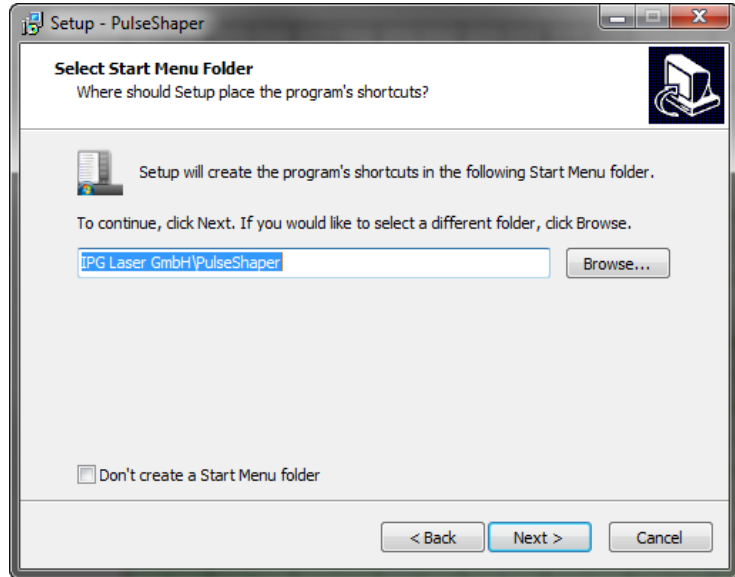 Setup - PulseShaper
Select Start Menu Folder
Where should Setup place the program's shortcuts?
Setup will create the program's shortcuts in the following Start Menu folder.
To continue, click Next. If you would like to select a different folder, click Browse.
IPG Laser GmbH\PulseShaper
Browse...
Don't create a Start Menu folder
< Back
Next >
Cancel